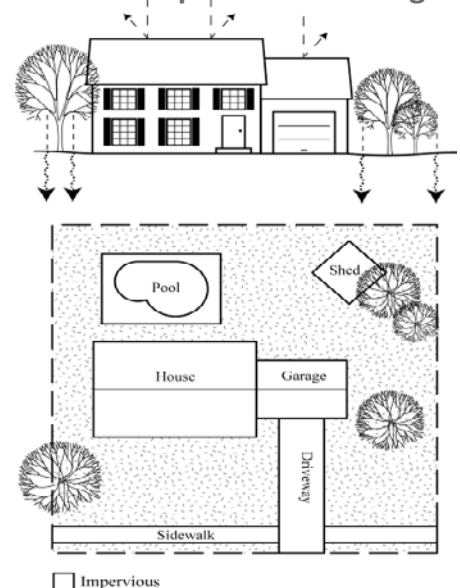 Pool
Shed
House
Garage
Driveway
Sidewalk
Impervious